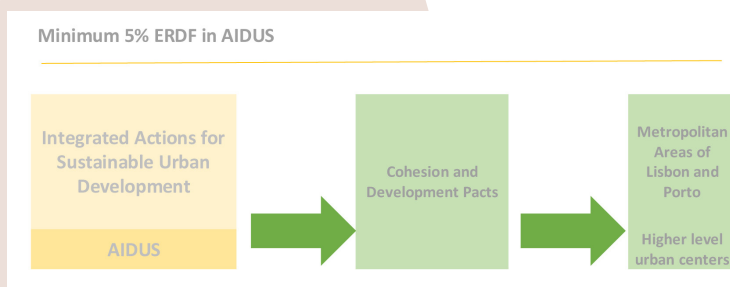 Minimum 5% ERDF in AIDUS
Integrated Actions for
Sustainable Urban
Development
AIDUS
Cohesion and
Development Pacts
Metropolitan
Areas of
Lisbon and
Porto
Higher level
urban centers